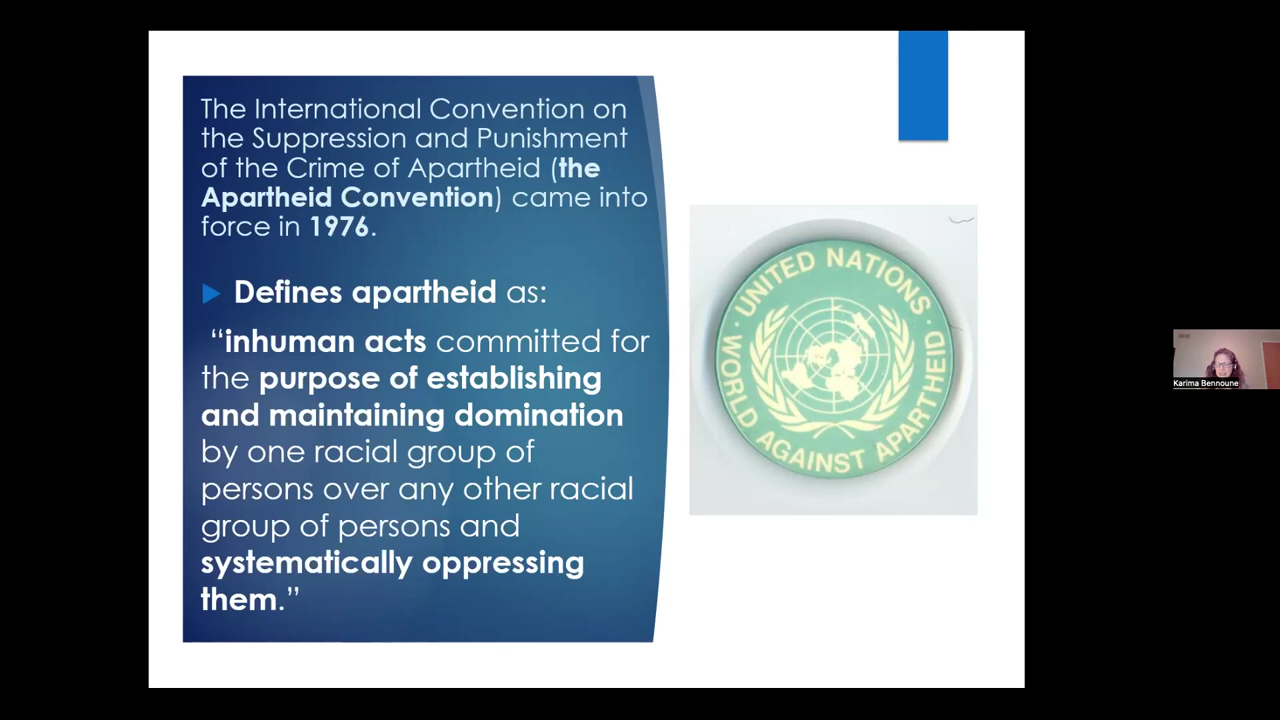 The International Convention on
the Suppression and Punishment
of the Crime of Apartheid (the
Apartheid Convention) came into
force in 1976.
Defines apartheid as:
“inhuman acts committed for
the purpose of establishing
and maintaining domination
by one racial group of
persons over any other racial
group of persons and
systematically oppressing
them.”
· UNITED NATIONS ·
WORLD AGAINST APARTHEID
Karima Bennoune